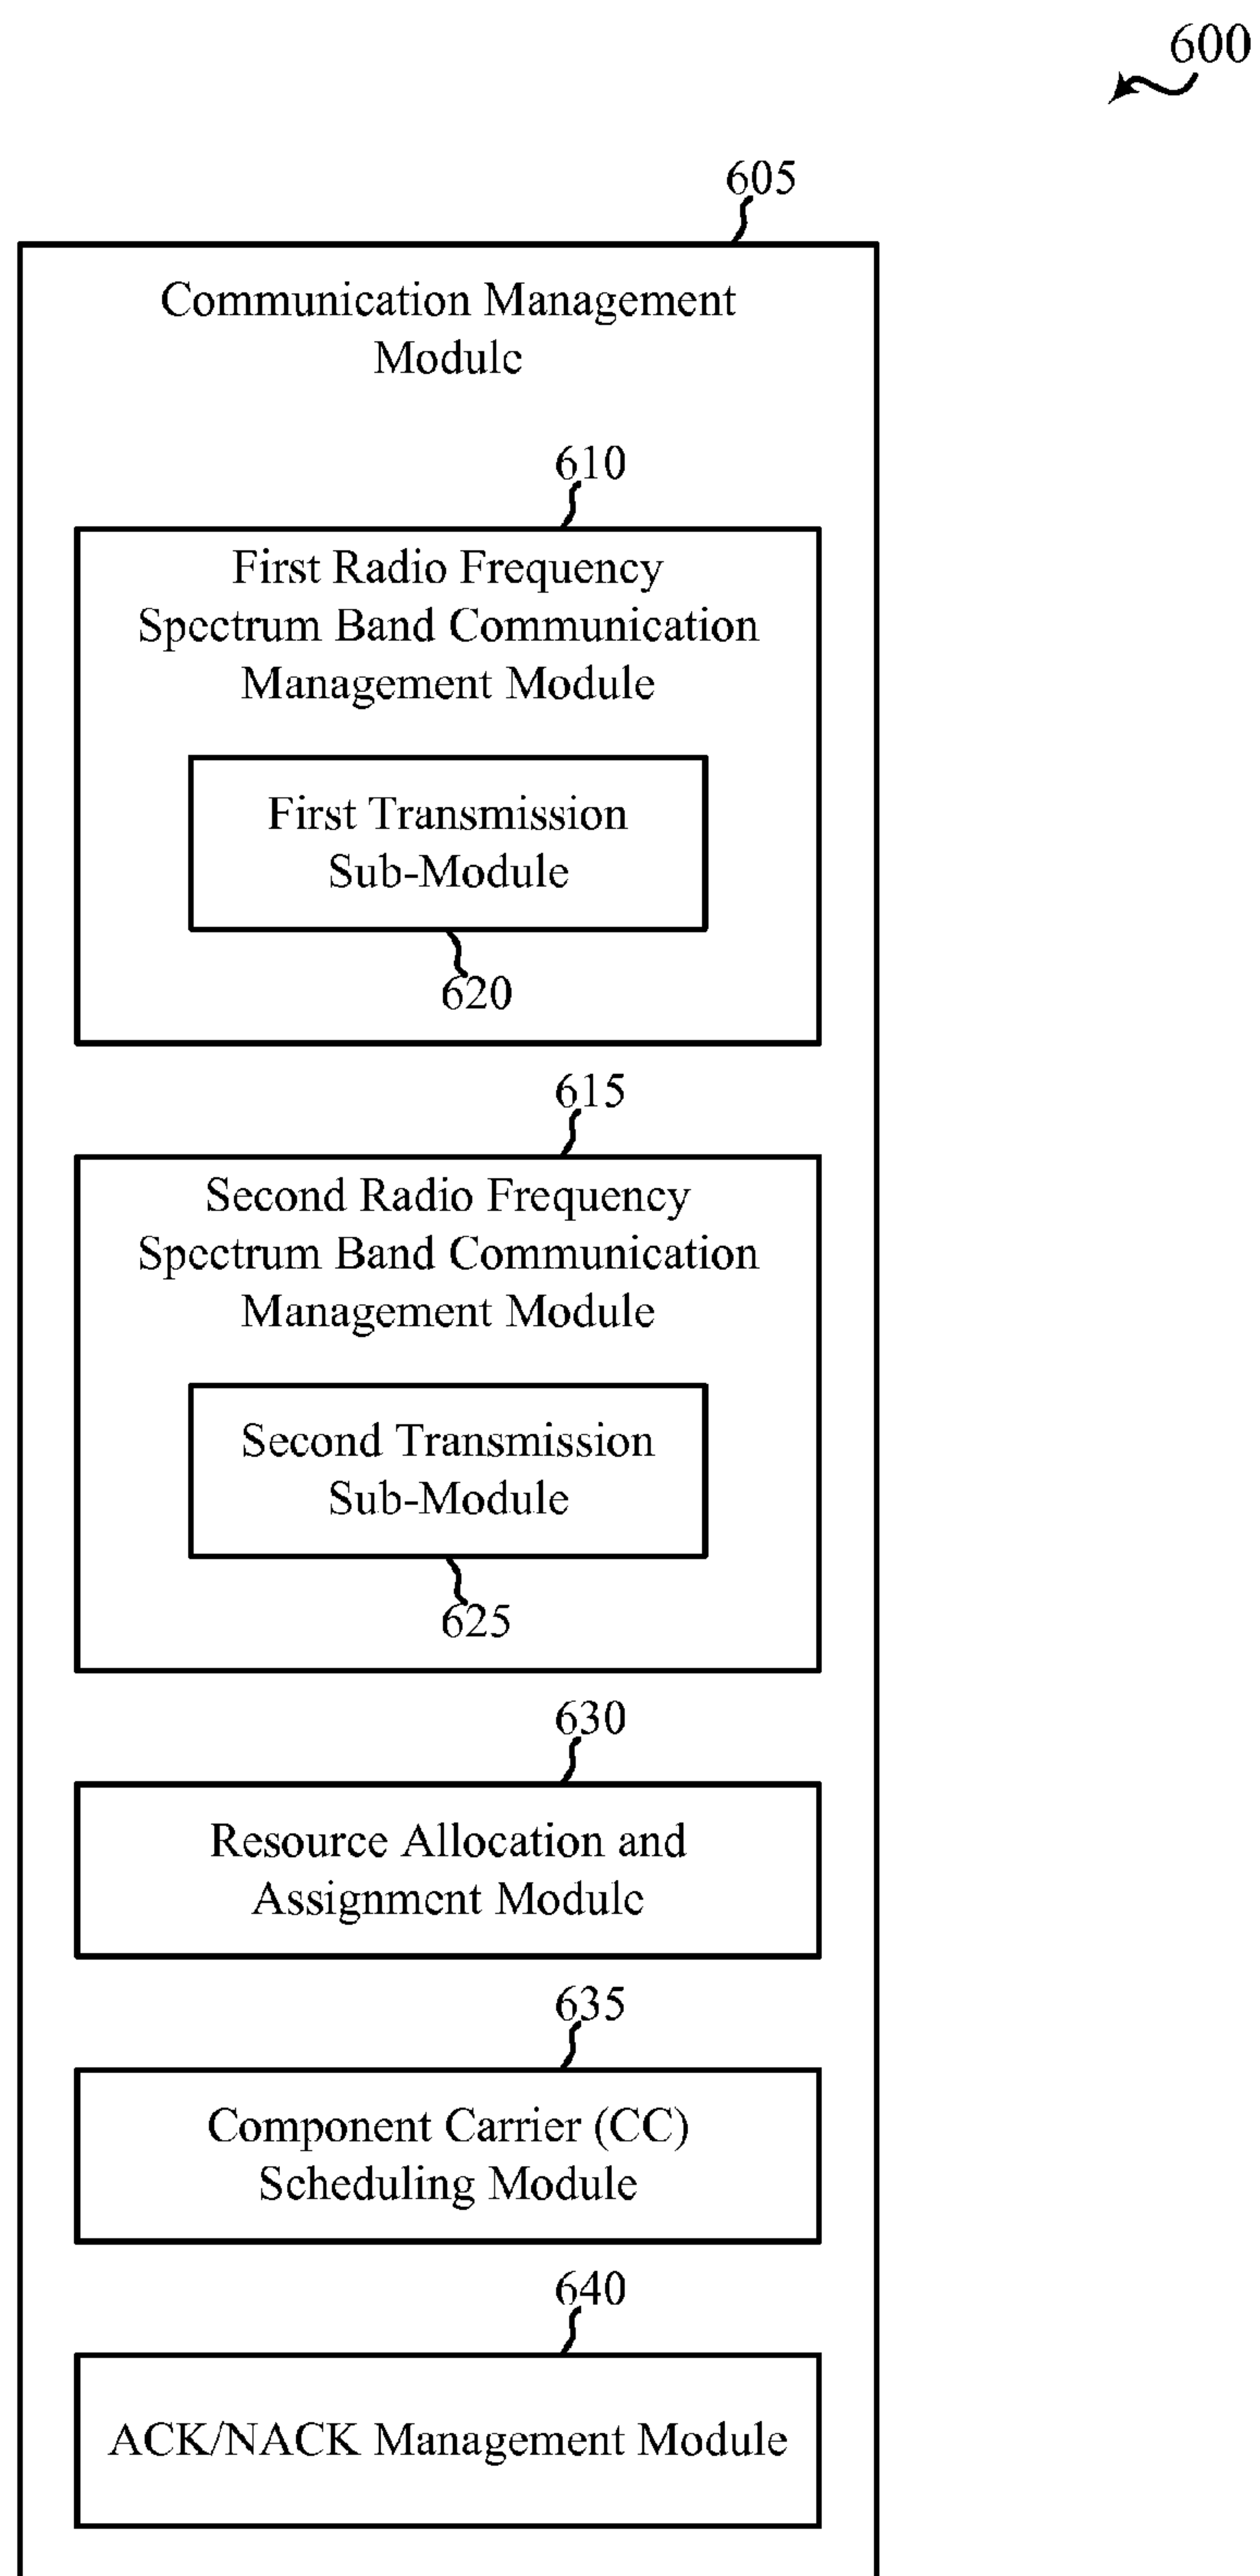 600
605
Communication Management
Module
610
First Radio Frequency
Spectrum Band Communication
Management Module
First Transmission
Sub-Module
620
615
Second Radio Frequency
Spectrum Band Communication
Management Module
Second Transmission
Sub-Module
625
630
Resource Allocation and
Assignment Module
635
Component Carrier (CC)
Scheduling Module
640
ACK/NACK Management Module